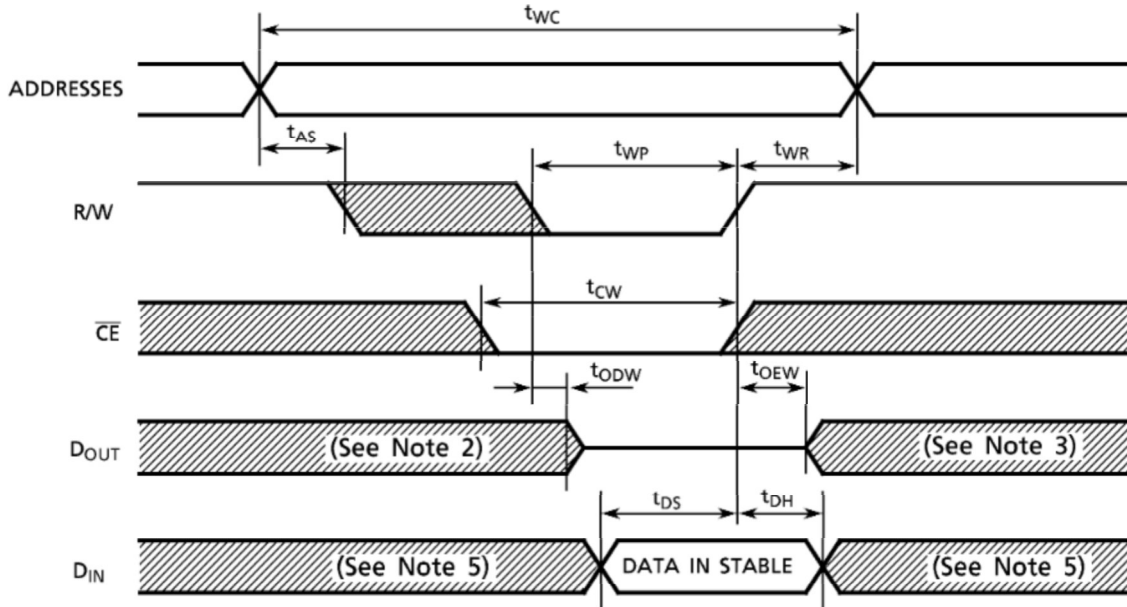 tWC
ADDRESSES
tAS
tWP
tWR
R/W
tCW
CE
tODW
tOEW
DOUT
(See Note 2)
(See Note 3)
tDS
tDH
DIN
(See Note 5)
DATA IN STABLE
(See Note 5)